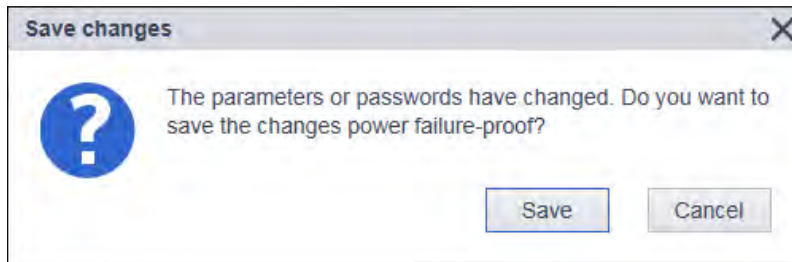 Save changes
The parameters or passwords have changed. Do you want to
save the changes power failure-proof?
Save
Cancel